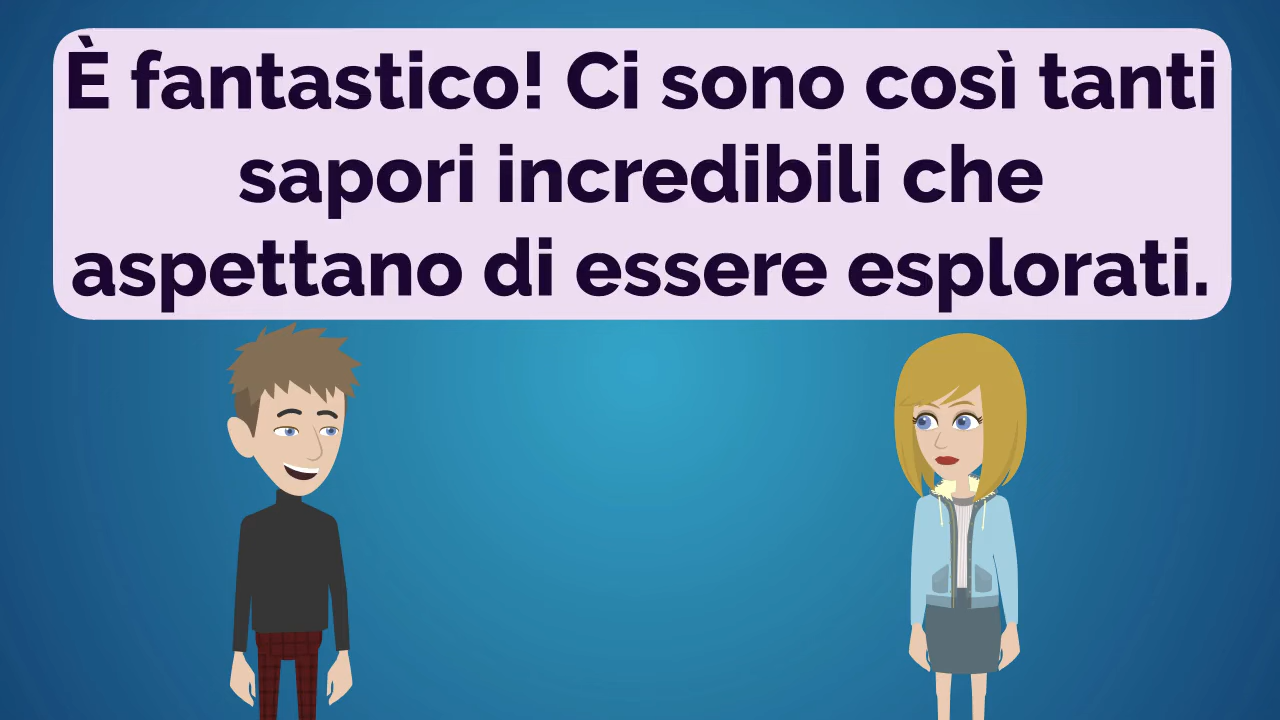 È fantastico! Ci sono così tanti
sapori incredibili che
aspettano di essere esplorati.